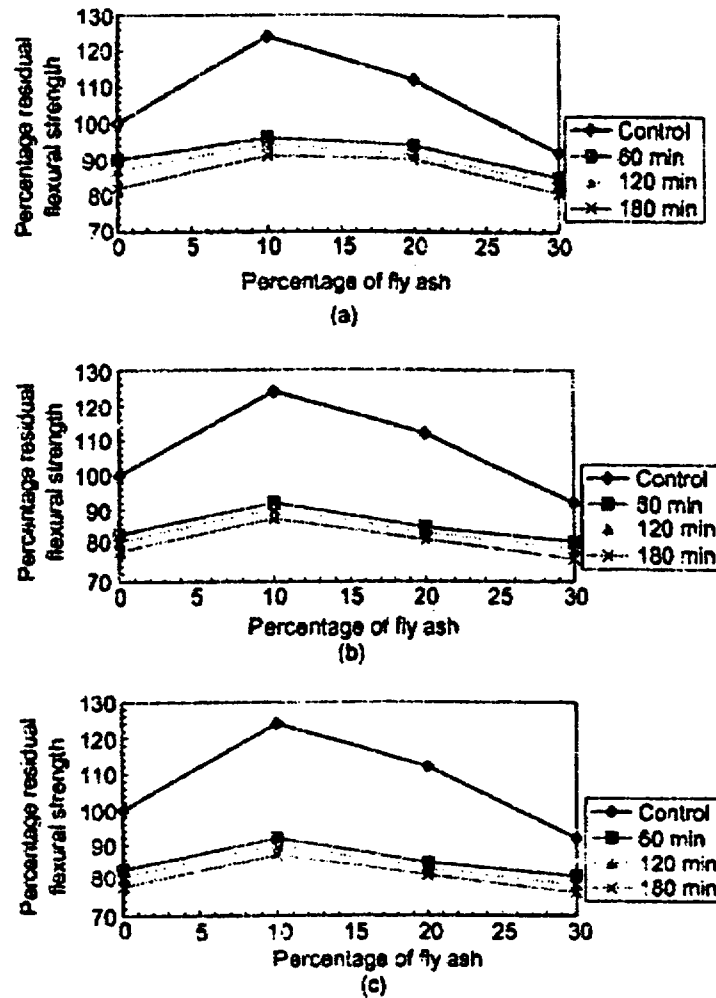 Percentage residual
flexural strength
130
120
110
100
90
80
70
0 5 10 15 20 25 30
Percentage of fly ash
(a)
Control
60 min
120 min
180 min
Percentage residual
flexural strength
130
120
110
100
90
80
70
0 5 10 15 20 25 30
Percentage of fly ash
(b)
Control
60 min
120 min
180 min
Percentage residual
flexural strength
130
120
110
100
90
80
70
0 5 10 15 20 25 30
Percentage of fly ash
(c)
Control
60 min
120 min
180 min